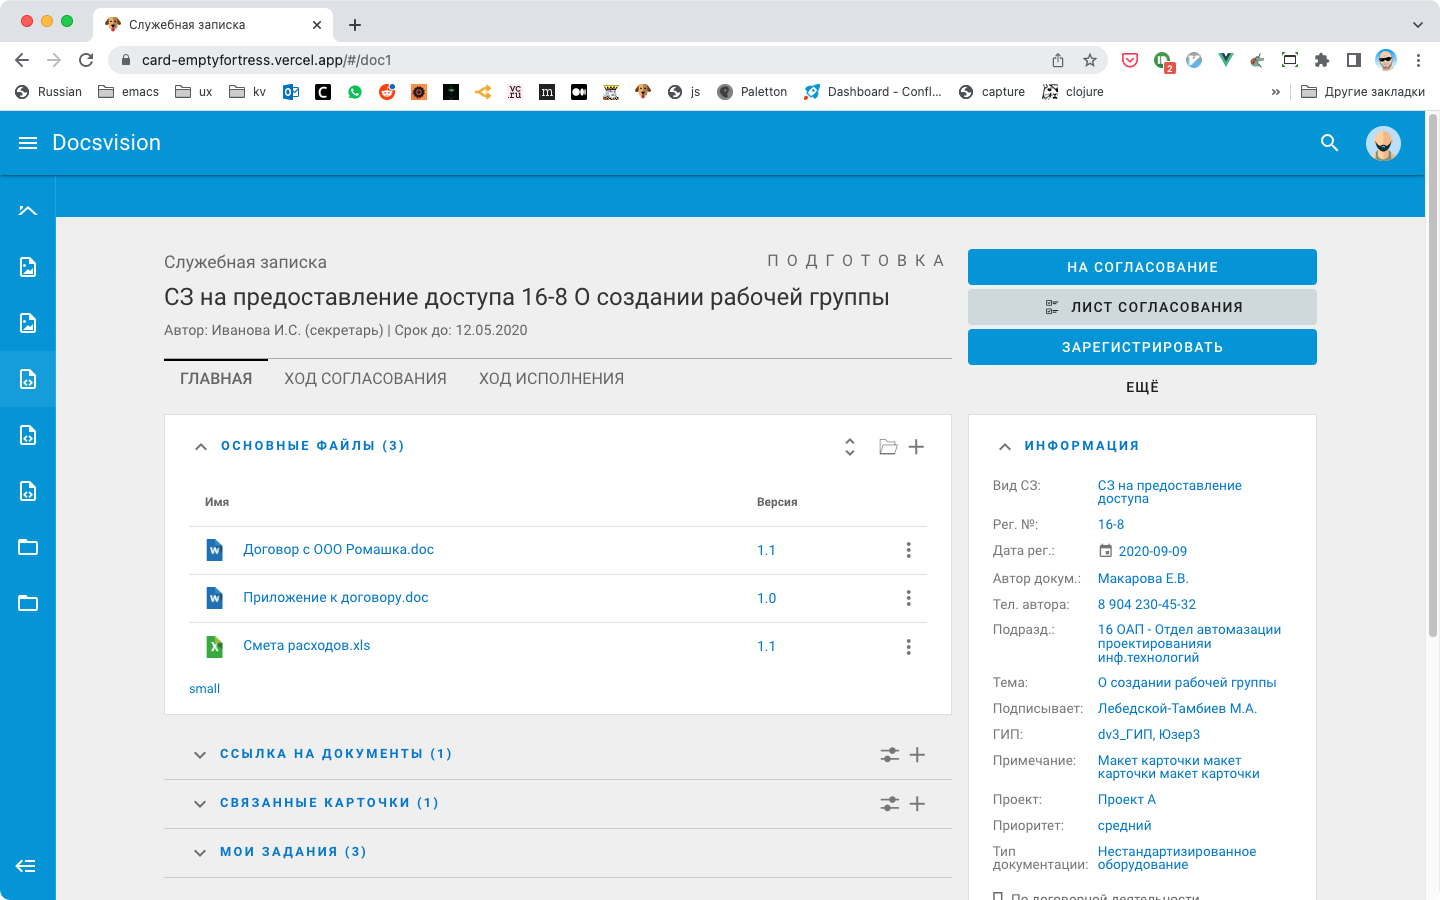 Служебная записка
card-emptyfortress.vercel.app/#/doc1
2
Russian
emacs
ux
kv
js
Paletton
Dashboard - Confl...
capture
clojure
»
Другие закладки
Docsvision
Служебная записка
ПОДГОТОВКА
СЗ на предоставление доступа 16-8 О создании рабочей группы
Автор: Иванова И.С. (секретарь) | Срок до: 12.05.2020
НА СОГЛАСОВАНИЕ
ЛИСТ СОГЛАСОВАНИЯ
ЗАРЕГИСТРИРОВАТЬ
ЕЩЁ
ГЛАВНАЯ
ХОД СОГЛАСОВАНИЯ
ХОД ИСПОЛНЕНИЯ
ОСНОВНЫЕ ФАЙЛЫ (3)
Имя
Версия
Договор с ООО Ромашка.doc
1.1
Приложение к договору.doc
1.0
Смета расходов.xls
1.1
small
ССЫЛКА НА ДОКУМЕНТЫ (1)
СВЯЗАННЫЕ КАРТОЧКИ (1)
МОИ ЗАДАНИЯ (3)
ИНФОРМАЦИЯ
Вид СЗ:
СЗ на предоставление
доступа
Рег. №:
16-8
Дата рег.:
2020-09-09
Автор докум.:
Макарова Е.В.
Тел. автора:
8 904 230-45-32
Подразд.:
16 ОАП - Отдел автомазации
проектированияи
инф.технологий
Тема:
О создании рабочей группы
Подписывает:
Лебедской-Тамбиев М.А.
ГИП:
dv3_ГИП, Юзер3
Примечание:
Макет карточки макет
карточки макет карточки
Проект:
Проект А
Приоритет:
средний
Тип
документации:
Нестандартизированное
оборудование
По договорной деятельности